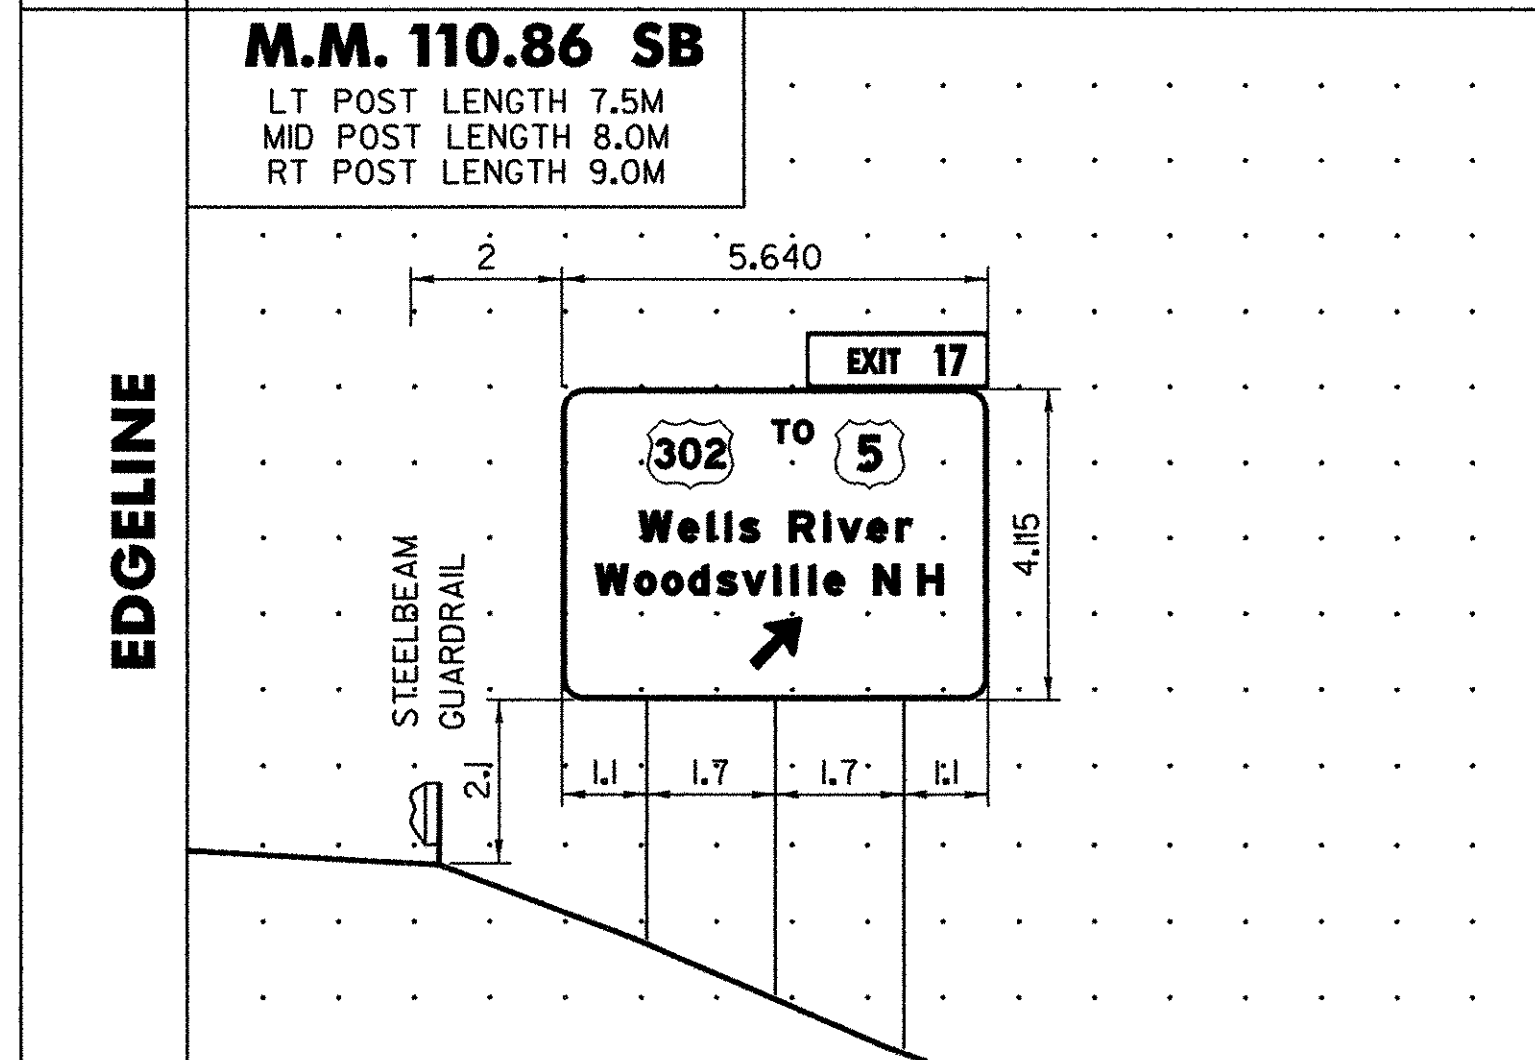 M.M. 110.86 SB
LT POST LENGTH 7.5M
MID POST LENGTH 8.0M
RT POST LENGTH 9.0M
2
5.640
EXIT 17
302 TO 5
Wells River
Woodsville NH
4.115
EDGELINE
STEELBEAM
GUARDRAIL
2.1
1.1 1.7 1.7 1.1